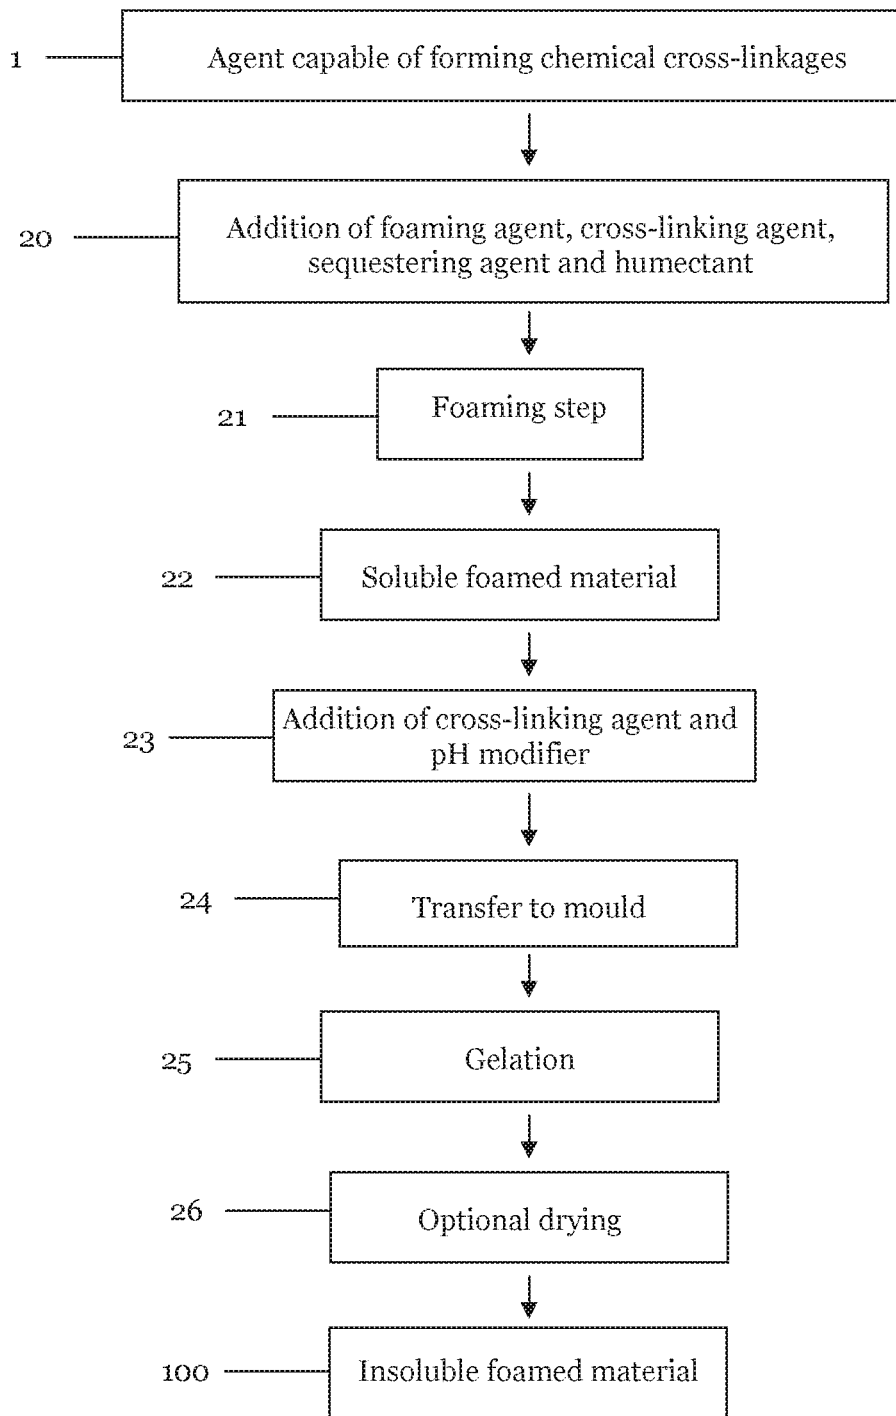 1 Agent capable of forming chemical cross-linkages
20 Addition of foaming agent, cross-linking agent,
sequestering agent and humectant
21 Foaming step
22 Soluble foamed material
23 Addition of cross-linking agent and
pH modifier
24 Transfer to mould
25 Gelation
26 Optional drying
100 Insoluble foamed material